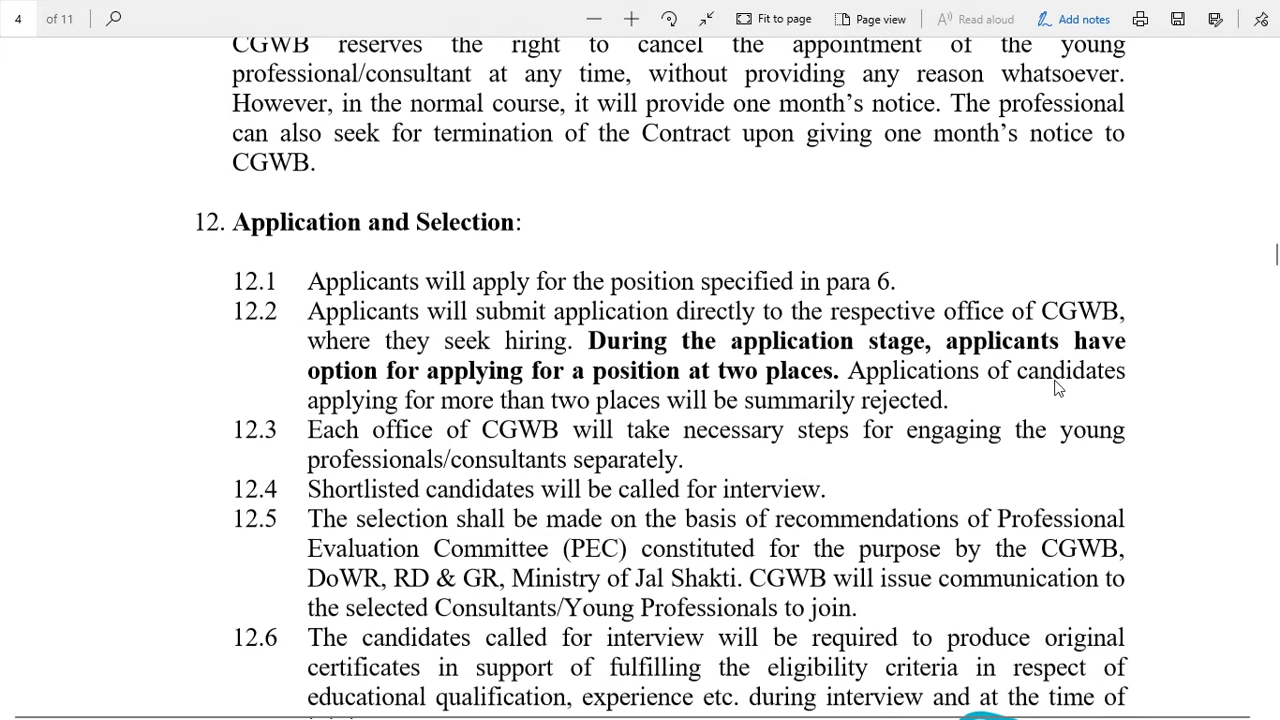 4 of 11 Fit to page Page view Read aloud Add notes
CGWB reserves the right to cancel the appointment of the young
professional/consultant at any time, without providing any reason whatsoever.
However, in the normal course, it will provide one month's notice. The professional
can also seek for termination of the Contract upon giving one month's notice to
CGWB.
12. Application and Selection:
12.1 Applicants will apply for the position specified in para 6.
12.2 Applicants will submit application directly to the respective office of CGWB,
where they seek hiring. During the application stage, applicants have
option for applying for a position at two places. Applications of candidates
applying for more than two places will be summarily rejected.
12.3 Each office of CGWB will take necessary steps for engaging the young
professionals/consultants separately.
12.4 Shortlisted candidates will be called for interview.
12.5 The selection shall be made on the basis of recommendations of Professional
Evaluation Committee (PEC) constituted for the purpose by the CGWB,
DoWR, RD & GR, Ministry of Jal Shakti. CGWB will issue communication to
the selected Consultants/Young Professionals to join.
12.6 The candidates called for interview will be required to produce original
certificates in support of fulfilling the eligibility criteria in respect of
educational qualification, experience etc. during interview and at the time of